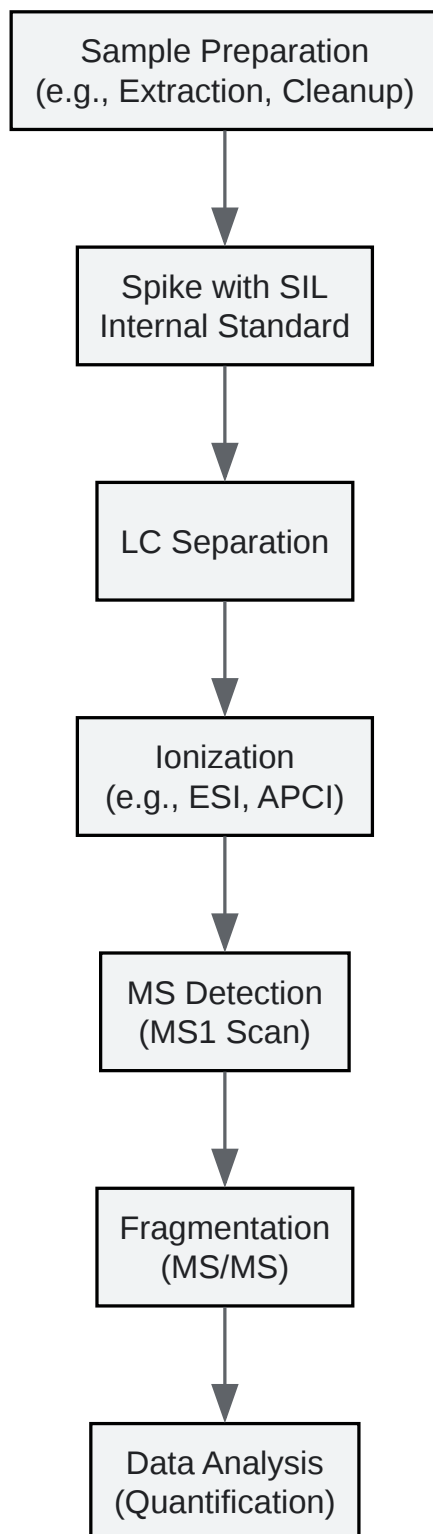 Sample Preparation
(e.g., Extraction, Cleanup)
Spike with SIL
Internal Standard
LC Separation
Ionization
(e.g., ESI, APCI)
MS Detection
(MS1 Scan)
Fragmentation
(MS/MS)
Data Analysis
(Quantification)